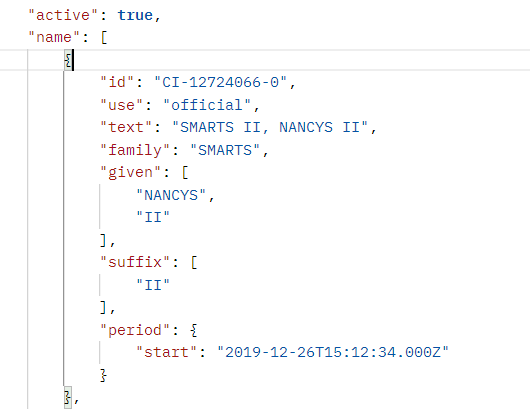 "active": true,
"name": [
{
"id": "CI-12724066-0",
"use": "official",
"text": "SMARTS II, NANCYS II",
"family": "SMARTS",
"given": [
"NANCYS",
"II"
],
"suffix": [
"II"
],
"period": {
"start": "2019-12-26T15:12:34.000Z"
}
},